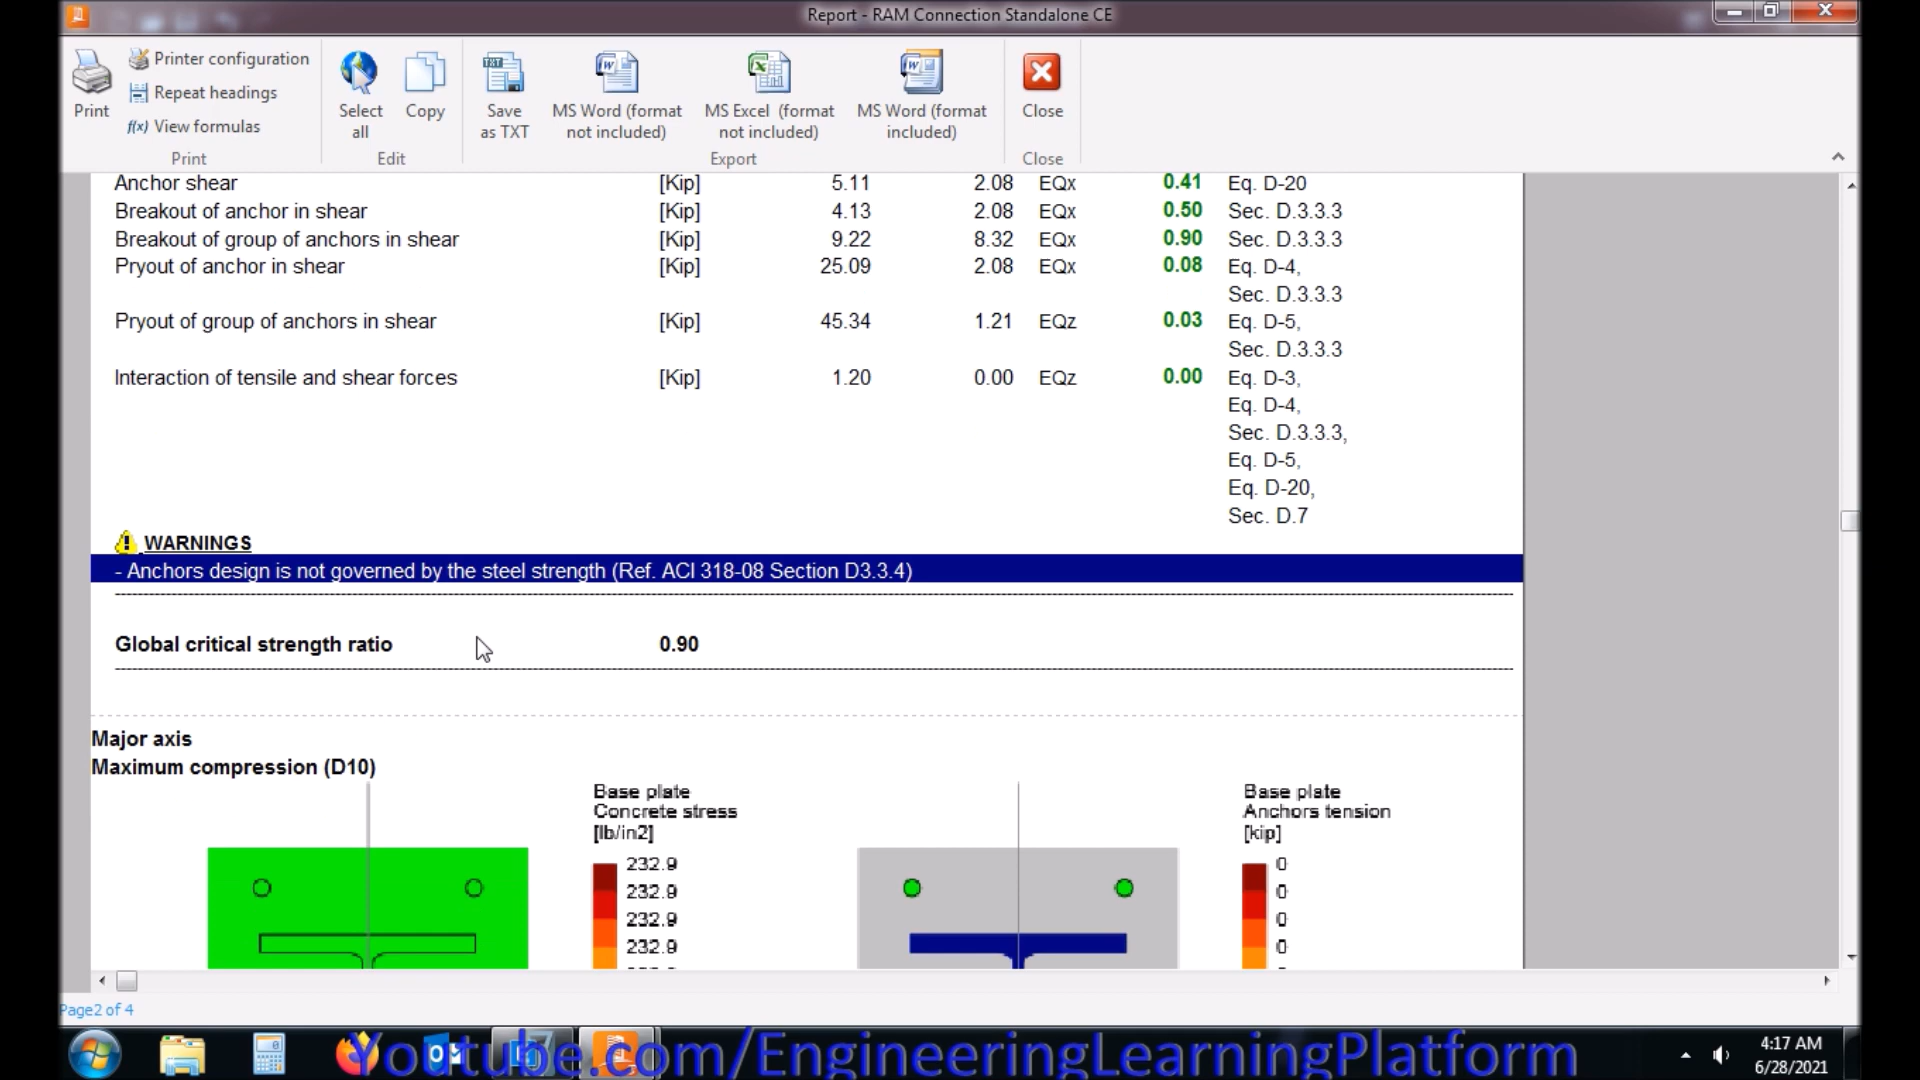 Report - RAM Connection Standalone CE
Print
Printer configuration
Repeat headings
f(x) View formulas
Select all
Copy
TXT
Save as TXT
MS Word (format not included)
MS Excel (format not included)
MS Word (format included)
Close
Print
Edit
Export
Close
Anchor shear [Kip] 5.11 2.08 EQx 0.41 Eq. D-20
Breakout of anchor in shear [Kip] 4.13 2.08 EQx 0.50 Sec. D.3.3.3
Breakout of group of anchors in shear [Kip] 9.22 8.32 EQx 0.90 Sec. D.3.3.3
Pryout of anchor in shear [Kip] 25.09 2.08 EQx 0.08 Eq. D-4,
Sec. D.3.3.3
Pryout of group of anchors in shear [Kip] 45.34 1.21 EQz 0.03 Eq. D-5,
Sec. D.3.3.3
Interaction of tensile and shear forces [Kip] 1.20 0.00 EQz 0.00 Eq. D-3,
Eq. D-4,
Sec. D.3.3.3,
Eq. D-5,
Eq. D-20,
Sec. D.7
WARNINGS
- Anchors design is not governed by the steel strength (Ref. ACI 318-08 Section D3.3.4)
Global critical strength ratio 0.90
Major axis
Maximum compression (D10)
Base plate
Concrete stress
[lb/in2]
232.9
232.9
232.9
232.9
Base plate
Anchors tension
[kip]
0
0
0
0
Page2 of 4
Youtube.com/EngineeringLearningPlatform
4:17 AM
6/28/2021